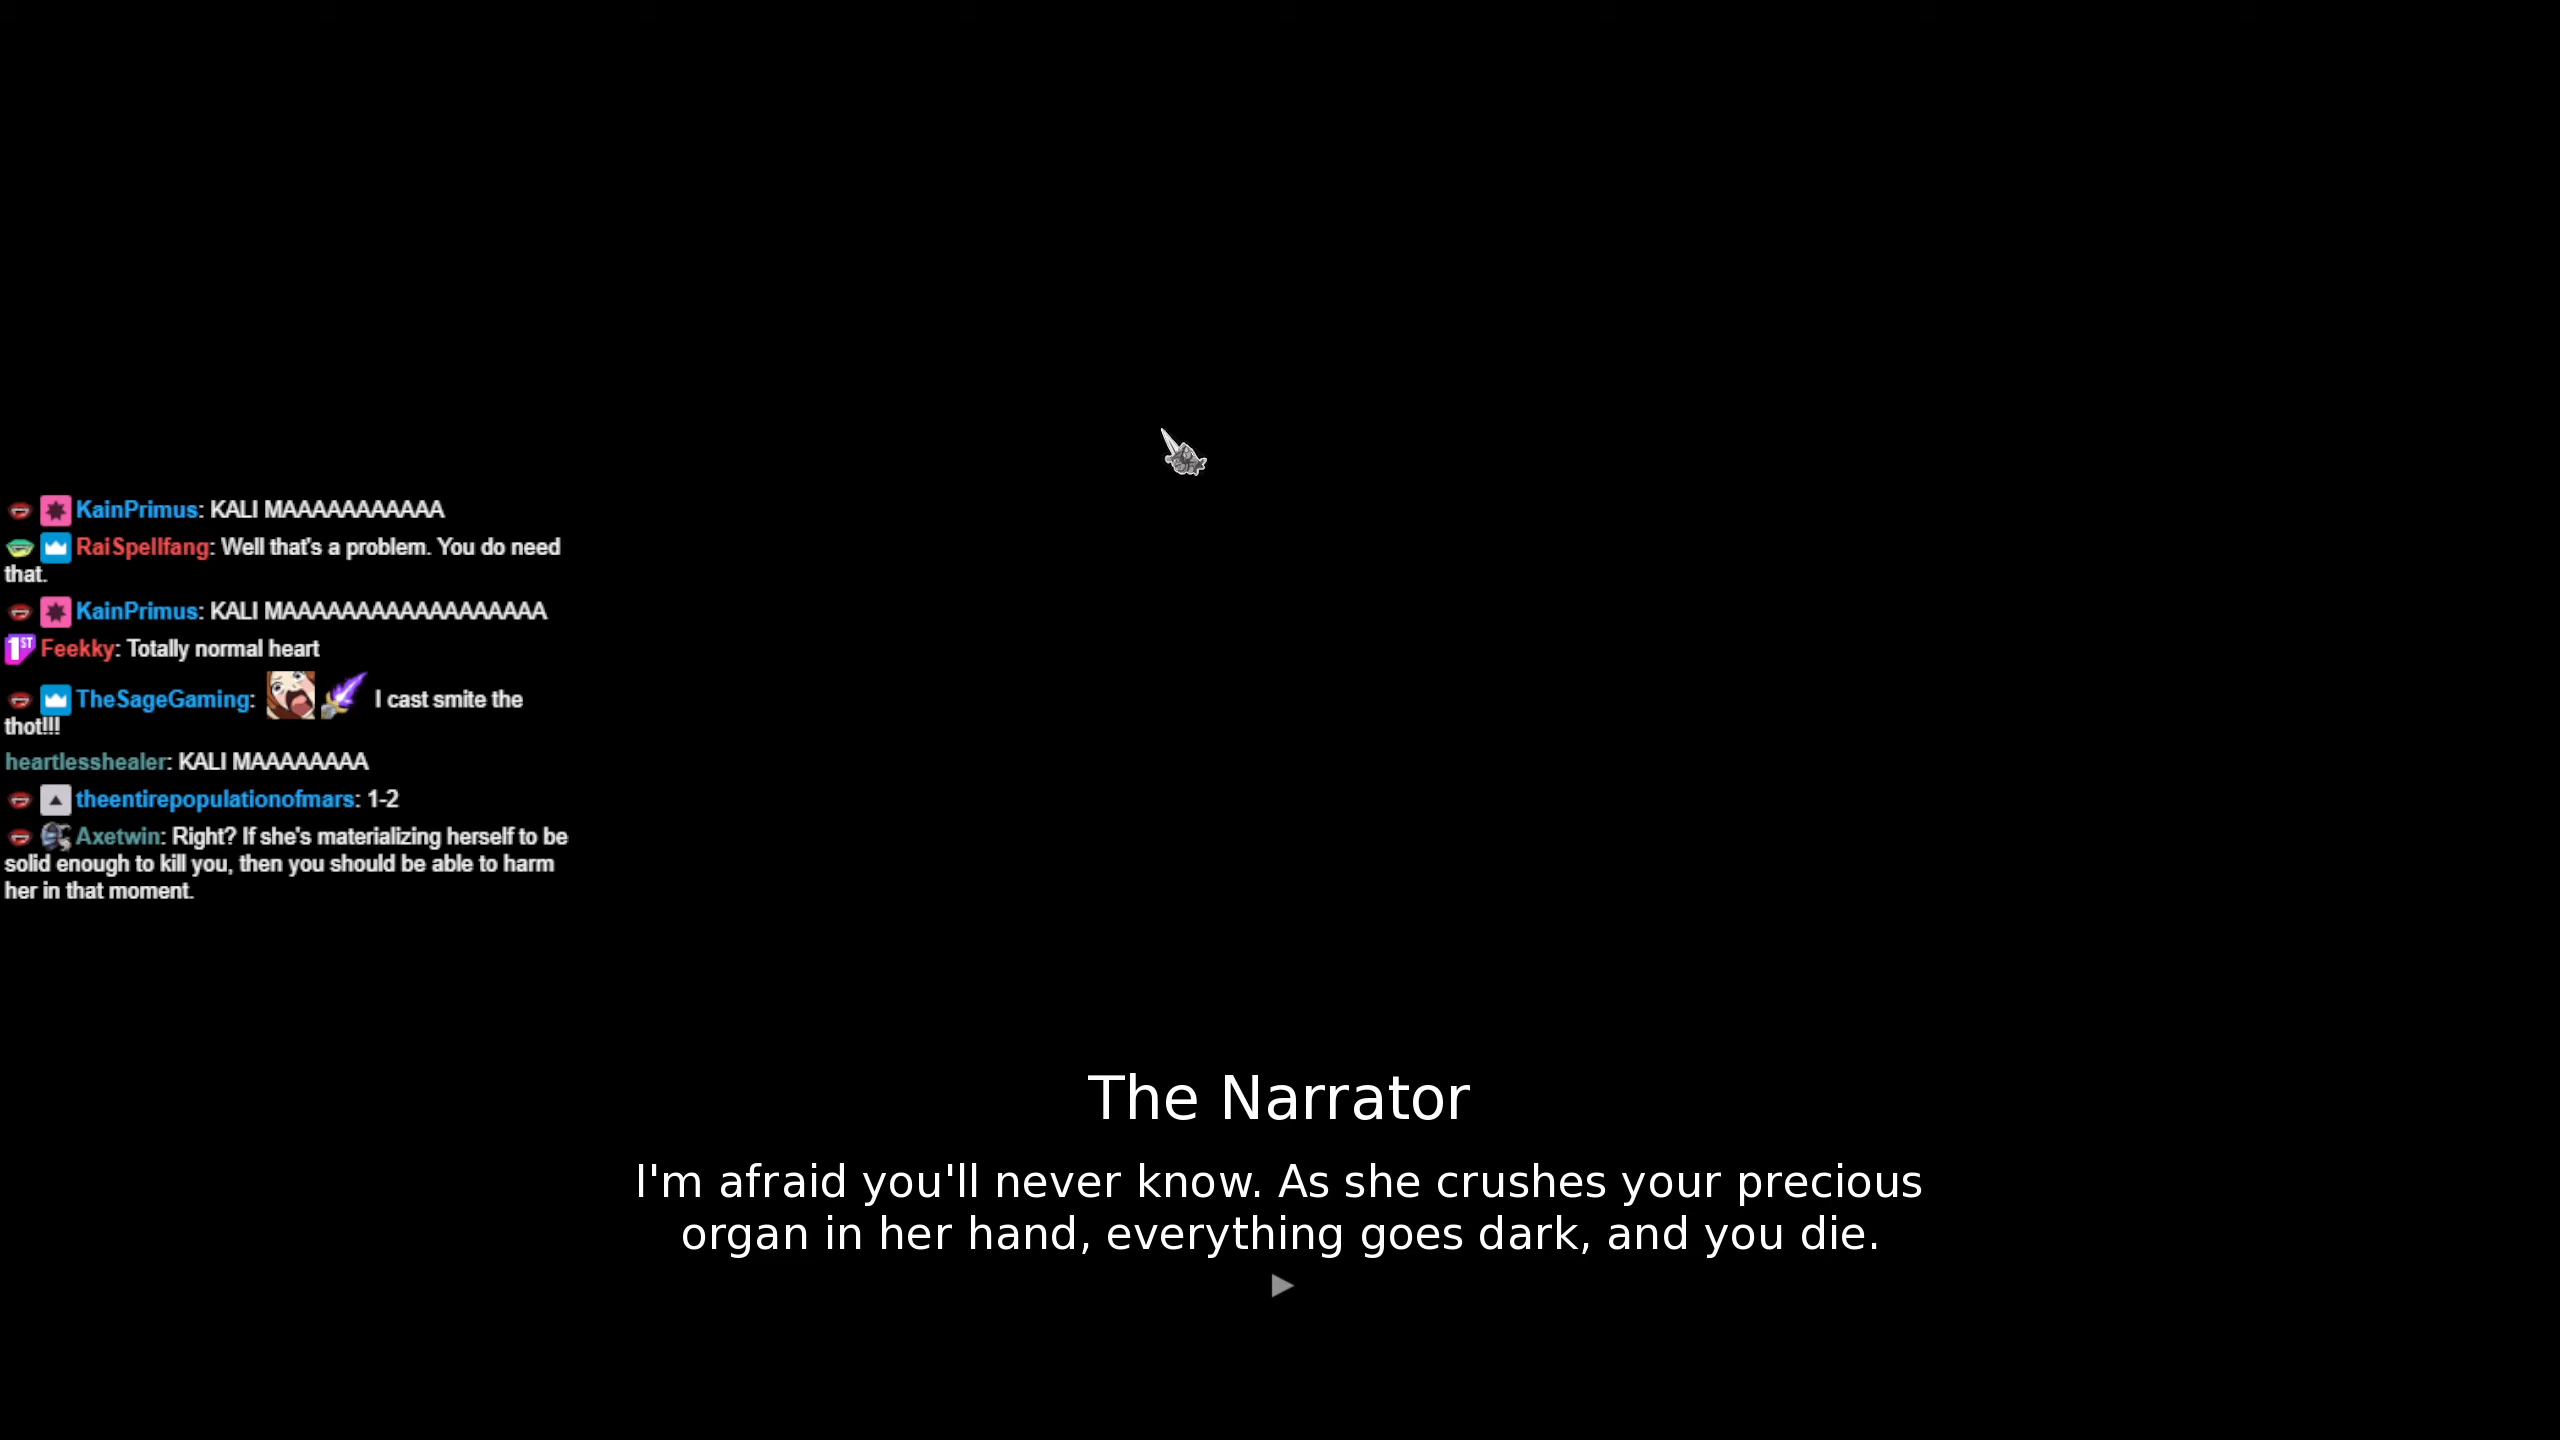 KainPrimus: KALI MAAAAAAAAAAA
RaiSpellfang: Well that's a problem. You do need
that.
KainPrimus: KALI MAAAAAAAAAAAAAAAAAA
1ST Feekky: Totally normal heart
TheSageGaming: I cast smite the
thot!!!
heartlesshealer: KALI MAAAAAAAA
theentirepopulationofmars: 1-2
Axetwin: Right? If she's materializing herself to be
solid enough to kill you, then you should be able to harm
her in that moment.
The Narrator
I'm afraid you'll never know. As she crushes your precious
organ in her hand, everything goes dark, and you die.